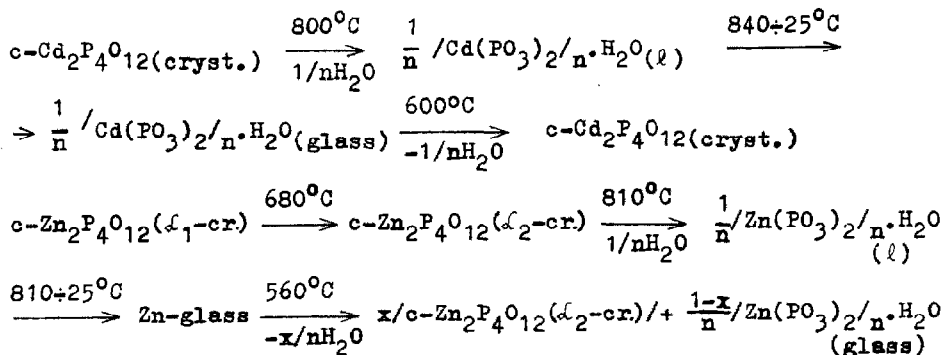 c-Cd2P4O12(cryst.) 800°C 1/nH2O 1/n /Cd(PO3)2/n·H2O(ℓ) 840÷25°C
→ 1/n /Cd(PO3)2/n·H2O(glass) 600°C -1/nH2O c-Cd2P4O12(cryst.)
c-Zn2P4O12(ℒ1-cr.) 680°C c-Zn2P4O12(ℒ2-cr) 810°C 1/nH2O 1/n/Zn(PO3)2/n·H2O (ℓ)
810÷25°C Zn-glass 560°C -x/nH2O x/c-Zn2P4O12(ℒ2-cr.)/+ 1-x/n/Zn(PO3)2/n·H2O (glass)